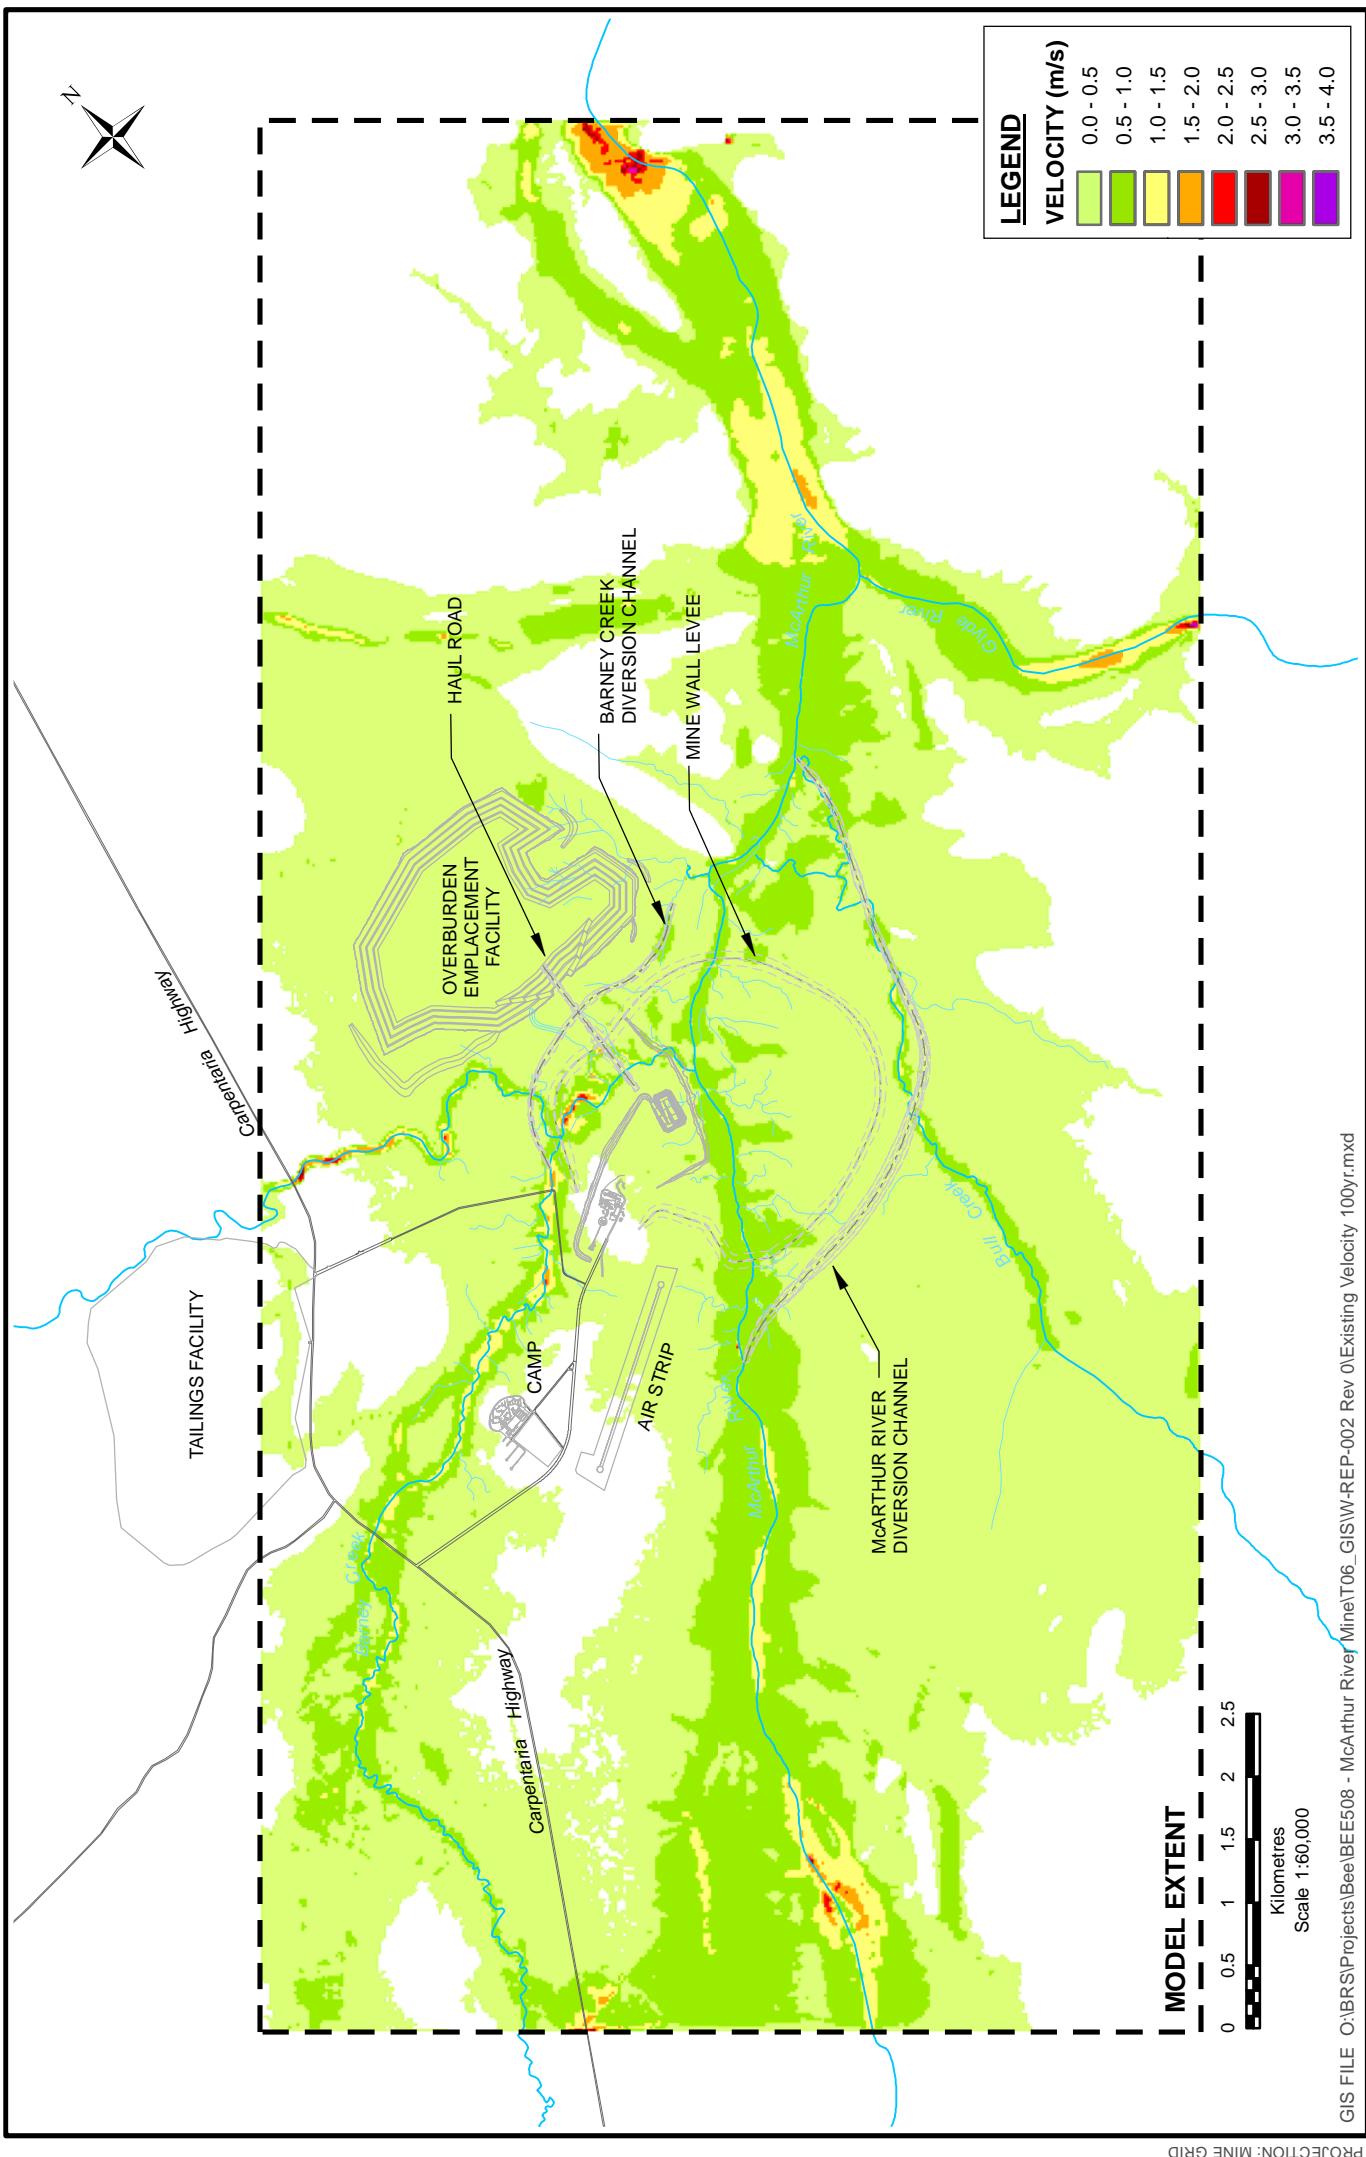 N
LEGEND
VELOCITY (m/s)
0.0 - 0.5
0.5 - 1.0
1.0 - 1.5
1.5 - 2.0
2.0 - 2.5
2.5 - 3.0
3.0 - 3.5
3.5 - 4.0
Carpentaria Highway
TAILINGS FACILITY
OVERBURDEN
EMPLACEMENT
FACILITY
HAUL ROAD
BARNEY CREEK
DIVERSION CHANNEL
MINE WALL LEVEE
McArthur River
Glyde River
CAMP
AIR STRIP
Barney Creek
Carpentaria Highway
McArthur River
McARTHUR RIVER
DIVERSION CHANNEL
Bull Creek
MODEL EXTENT
0 0.5 1 1.5 2 2.5
Kilometres
Scale 1:60,000
GIS FILE O:\BRS\Projects\Bee\BEE508 - McArthur River Mine\T06_GIS\W-REP-002 Rev 0\Existing Velocity 100yr.mxd
PROJECTION: MINE GRID